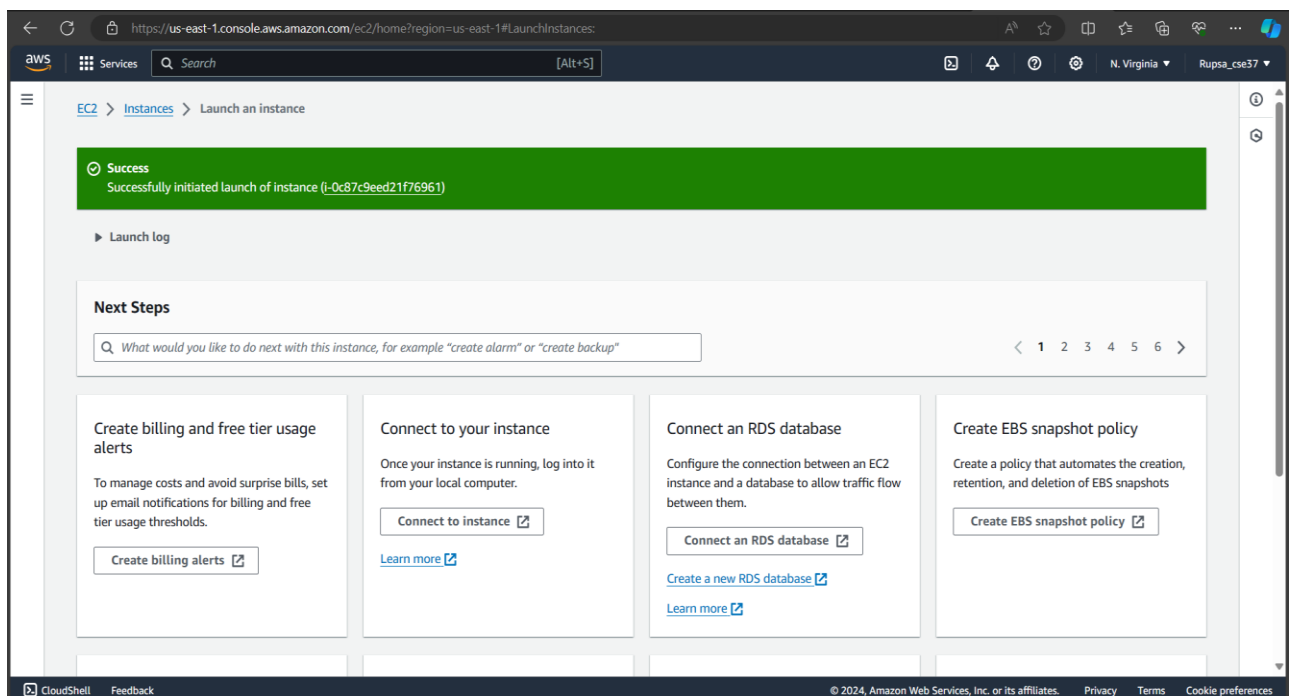 https://us-east-1.console.aws.amazon.com/ec2/home?region=us-east-1#LaunchInstances:
aws Services Search [Alt+S] N. Virginia Rupsa_cse37
EC2 > Instances > Launch an instance
Success
Successfully initiated launch of instance (i-0c87c9eed21f76961)
Launch log
Next Steps
What would you like to do next with this instance, for example “create alarm” or “create backup”
1 2 3 4 5 6
Create billing and free tier usage
alerts
To manage costs and avoid surprise bills, set
up email notifications for billing and free
tier usage thresholds.
Create billing alerts
Connect to your instance
Once your instance is running, log into it
from your local computer.
Connect to instance
Learn more
Connect an RDS database
Configure the connection between an EC2
instance and a database to allow traffic flow
between them.
Connect an RDS database
Create a new RDS database
Learn more
Create EBS snapshot policy
Create a policy that automates the creation,
retention, and deletion of EBS snapshots
Create EBS snapshot policy
CloudShell Feedback © 2024, Amazon Web Services, Inc. or its affiliates. Privacy Terms Cookie preferences